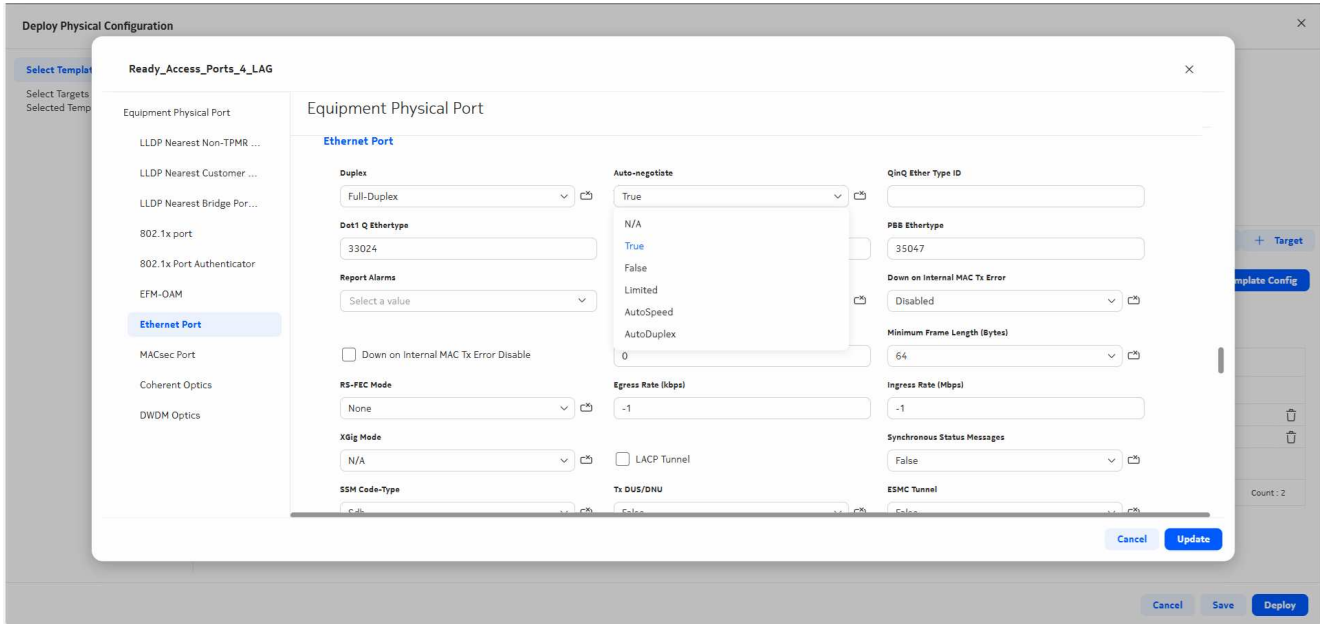 Deploy Physical Configuration
Select Templat
Select Targets
Selected Temp
+ Target
mplate Config
Count : 2
Cancel
Save
Deploy
Ready_Access_Ports_4_LAG
Equipment Physical Port
LLDP Nearest Non-TPMR ...
LLDP Nearest Customer ...
LLDP Nearest Bridge Por...
802.1x port
802.1x Port Authenticator
EFM-OAM
Ethernet Port
MACsec Port
Coherent Optics
DWDM Optics
Equipment Physical Port
Ethernet Port
Duplex
Full-Duplex
Auto-negotiate
True
QinQ Ether Type ID
N/A
True
False
Limited
AutoSpeed
AutoDuplex
Dot1 Q Ethertype
33024
PBB Ethertype
35047
Report Alarms
Select a value
Down on Internal MAC Tx Error
Disabled
Down on Internal MAC Tx Error Disable
0
Minimum Frame Length (Bytes)
64
RS-FEC Mode
None
Egress Rate (kbps)
-1
Ingress Rate (Mbps)
-1
XGig Mode
N/A
LACP Tunnel
Synchronous Status Messages
False
SSM Code-Type
Sdh
Tx DUS/DNU
False
ESMC Tunnel
False
Cancel
Update